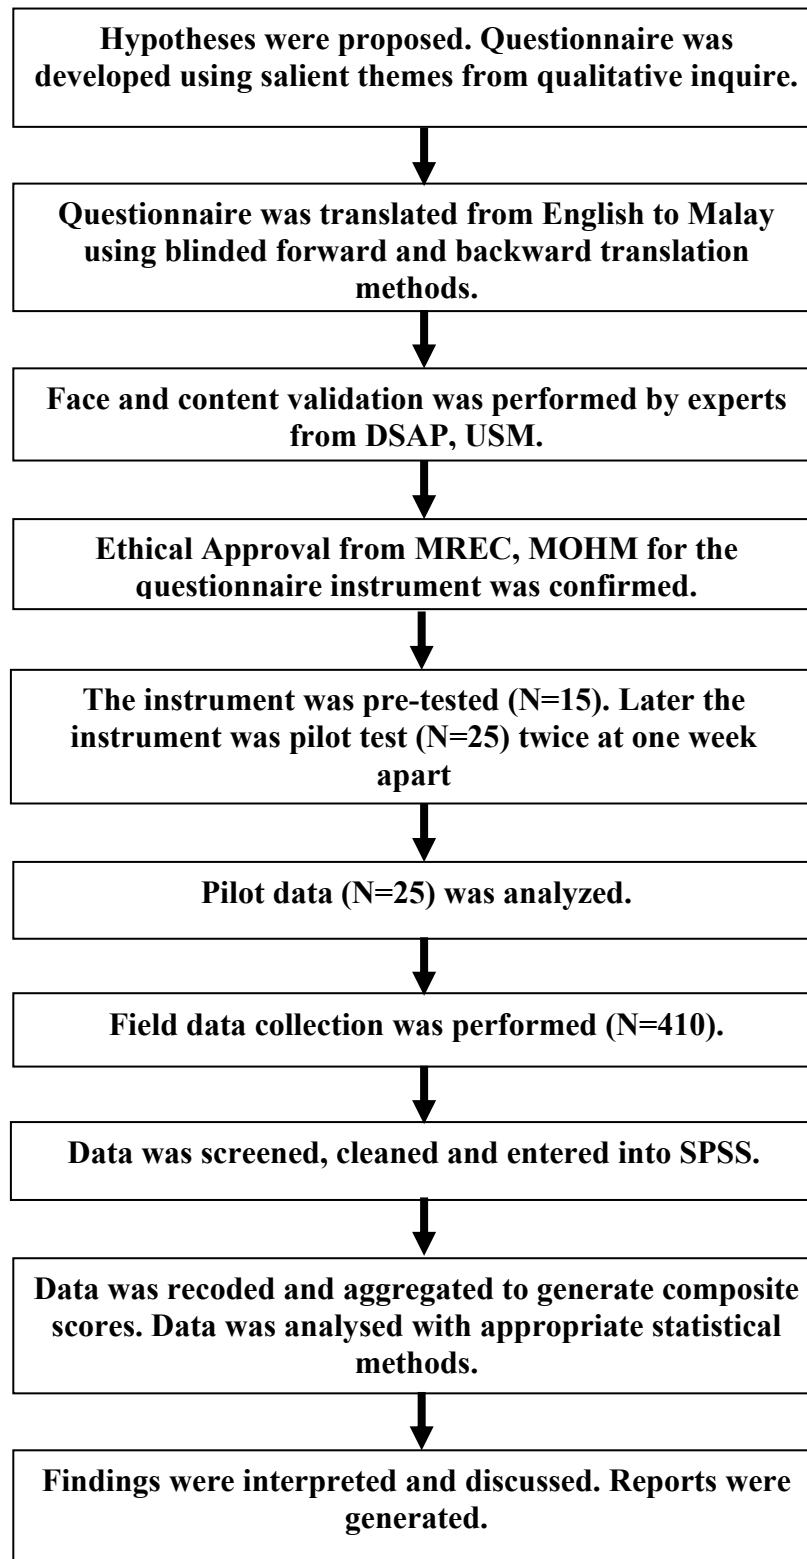 Hypotheses were proposed. Questionnaire was
developed using salient themes from qualitative inquire.
Questionnaire was translated from English to Malay
using blinded forward and backward translation
methods.
Face and content validation was performed by experts
from DSAP, USM.
Ethical Approval from MREC, MOHM for the
questionnaire instrument was confirmed.
The instrument was pre-tested (N=15). Later the
instrument was pilot test (N=25) twice at one week
apart
Pilot data (N=25) was analyzed.
Field data collection was performed (N=410).
Data was screened, cleaned and entered into SPSS.
Data was recoded and aggregated to generate composite
scores. Data was analysed with appropriate statistical
methods.
Findings were interpreted and discussed. Reports were
generated.